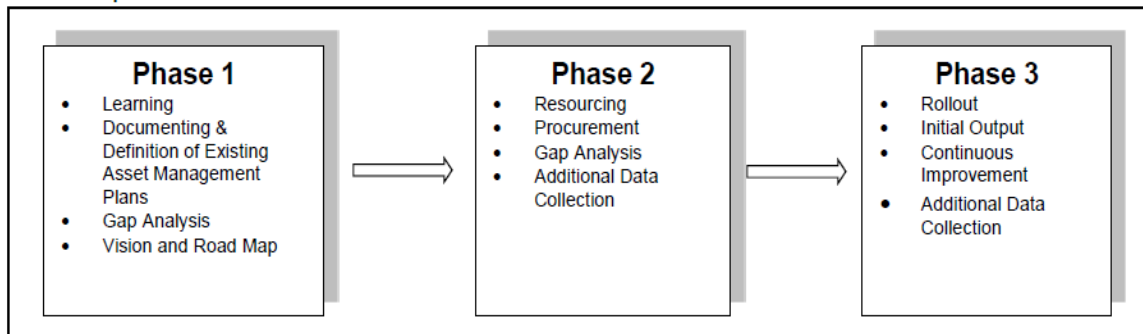 Phase 1
• Learning
• Documenting &
Definition of Existing
Asset Management
Plans
• Gap Analysis
• Vision and Road Map
Phase 2
• Resourcing
• Procurement
• Gap Analysis
• Additional Data
Collection
Phase 3
• Rollout
• Initial Output
• Continuous
Improvement
• Additional Data
Collection